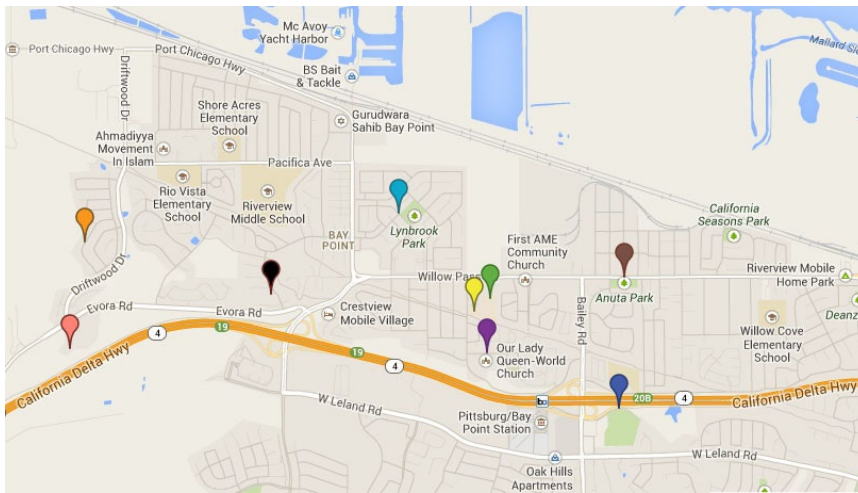 Mc Avoy
Yacht Harbor
Port Chicago Hwy
Port Chicago Hwy
Mallard Slo
BS Bait
& Tackle
Driftwood Dr
Shore Acres
Elementary
School
Gurudwara
Sahib Bay Point
Ahmadiyya
Movement
In Islam
Pacifica Ave
Rio Vista
Elementary
School
Riverview
Middle School
California
Seasons Park
Lynbrook
Park
BAY
POINT
First AME
Community
Church
Driftwood Dr
Willow Pass
Riverview Mobile
Home Park
Anuta Park
Evora Rd
Evora Rd
Crestview
Mobile Village
Bailey Rd
Deanz
Willow Cove
Elementary
School
4
19
19
4
Our Lady
Queen-World
Church
California Delta Hwy
20B
4
California Delta Hwy
W Leland Rd
ba
Pittsburg/Bay
Point Station
W Leland Rd
Oak Hills
Apartments